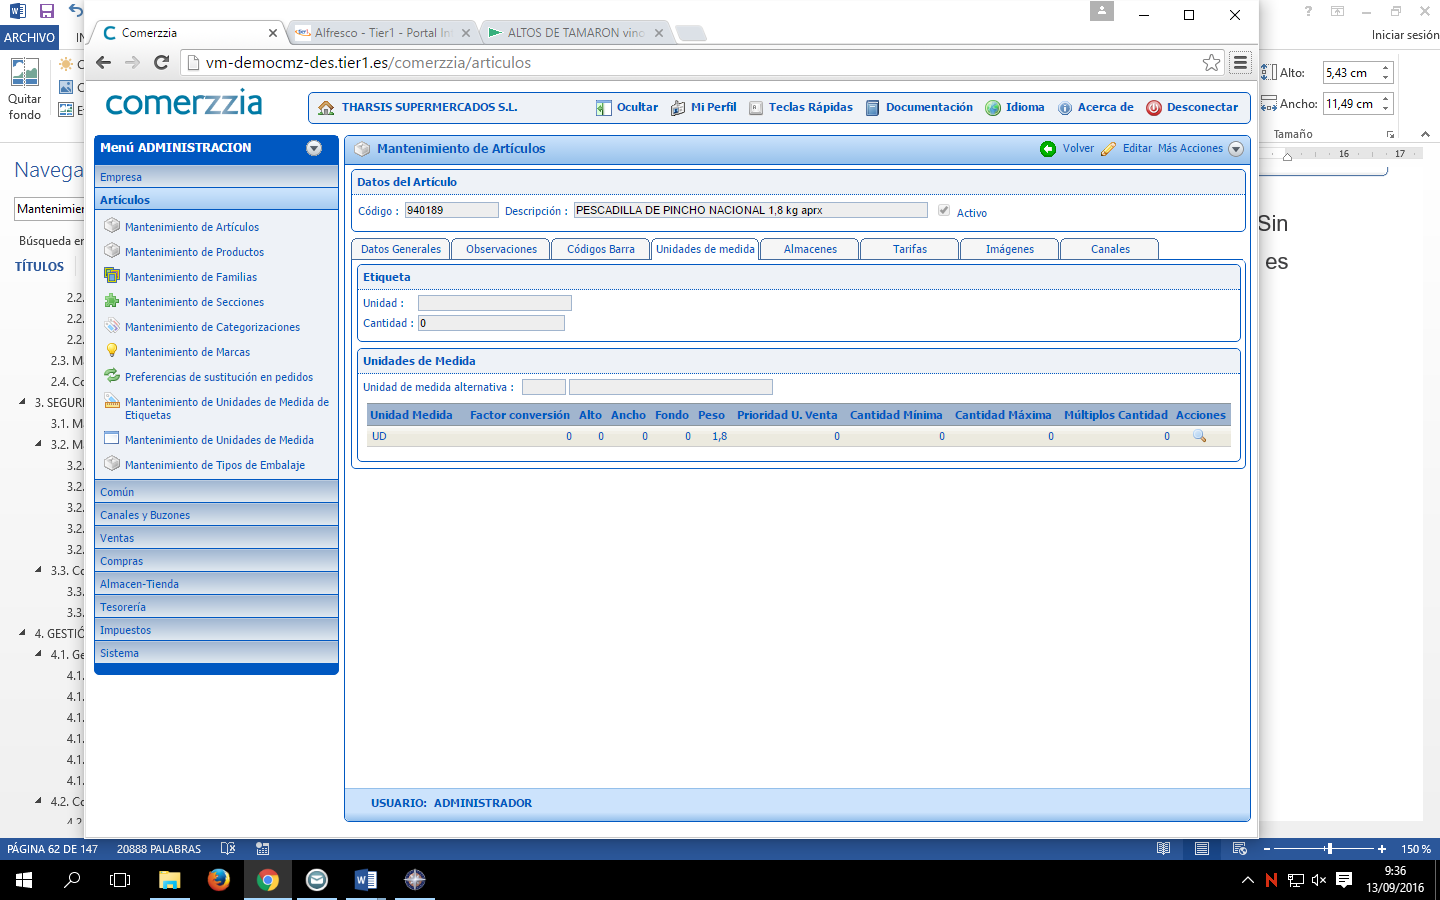 ARCHIVO
Iniciar sesión
Quitar fondo
Alto: 5,43 cm
Ancho: 11,49 cm
Tamaño
16 17
Navega
Mantenimier
Búsqueda en
TÍTULOS
2.2.
2.2.
2.2.
2.3. M
2.4. Co
3. SEGURI
3.1. M
3.2. M
3.2.
3.2.
3.2.
3.2.
3.2.
3.3. Co
3.3.
3.3.
4. GESTIÓ
4.1. Ge
4.1.
4.1.
4.1.
4.1.
4.1.
4.1.
4.2. Co
4.2
Sin
es
Comerzzia
Alfresco - Tier1 - Portal Int
ALTOS DE TAMARON vino
vm-democmz-des.tier1.es/comerzzia/articulos
comerzzia
THARSIS SUPERMERCADOS S.L.
Ocultar Mi Perfil Teclas Rápidas Documentación Idioma Acerca de Desconectar
Menú ADMINISTRACION
Empresa
Artículos
Mantenimiento de Artículos
Mantenimiento de Productos
Mantenimiento de Familias
Mantenimiento de Secciones
Mantenimiento de Categorizaciones
Mantenimiento de Marcas
Preferencias de sustitución en pedidos
Mantenimiento de Unidades de Medida de
Etiquetas
Mantenimiento de Unidades de Medida
Mantenimiento de Tipos de Embalaje
Común
Canales y Buzones
Ventas
Compras
Almacen-Tienda
Tesorería
Impuestos
Sistema
Mantenimiento de Artículos
Volver Editar Más Acciones
Datos del Artículo
Código : 940189 Descripción : PESCADILLA DE PINCHO NACIONAL 1,8 kg aprx Activo
Datos Generales Observaciones Códigos Barra Unidades de medida Almacenes Tarifas Imágenes Canales
Etiqueta
Unidad :
Cantidad : 0
Unidades de Medida
Unidad de medida alternativa :
Unidad Medida Factor conversión Alto Ancho Fondo Peso Prioridad U. Venta Cantidad Mínima Cantidad Máxima Múltiplos Cantidad Acciones
UD 0 0 0 0 1,8 0 0 0 0
USUARIO: ADMINISTRADOR
PÁGINA 62 DE 147 20888 PALABRAS
150 %
9:36
13/09/2016